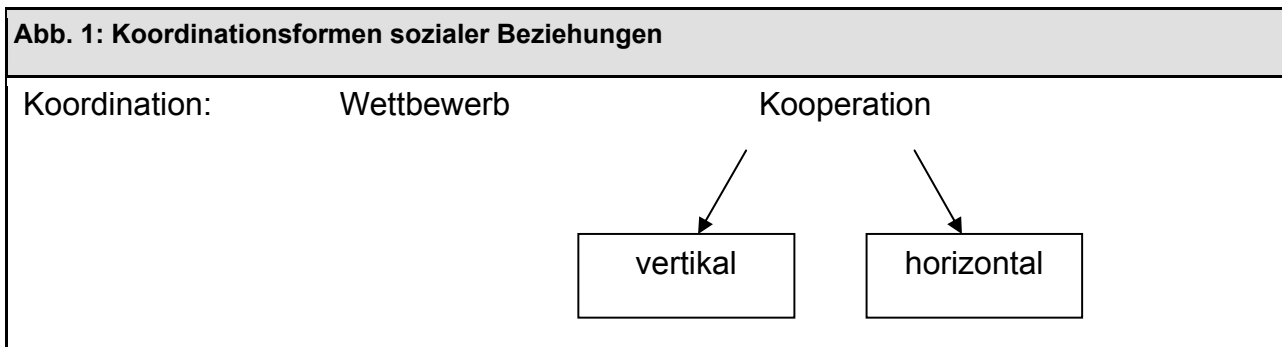 Abb. 1: Koordinationsformen sozialer Beziehungen
Koordination: Wettbewerb Kooperation
vertikal horizontal